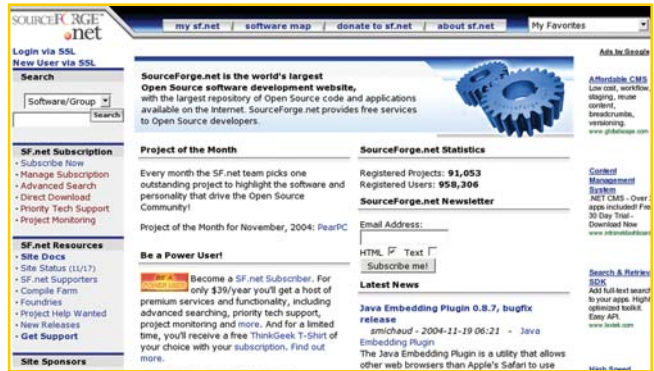 SOURCEFORGE
.net
my sf.net
software map
donate to sf.net
about sf.net
My Favorites
Login via SSL
New User via SSL
Search
Software/Group
Search
SF.net Subscription
· Subscribe Now
· Manage Subscription
· Advanced Search
· Direct Download
· Priority Tech Support
· Project Monitoring
SF.net Resources
· Site Docs
· Site Status (11/17)
· SF.net Supporters
· Compile Farm
· Foundries
· Project Help Wanted
· New Releases
· Get Support
Site Sponsors
SourceForge.net is the world's largest
Open Source software development website,
with the largest repository of Open Source code and applications
available on the Internet. SourceForge.net provides free services
to Open Source developers.
Project of the Month
Every month the SF.net team picks one
outstanding project to highlight the software and
personality that drive the Open Source
Community!
Project of the Month for November, 2004: PearPC
Be a Power User!
BE A
POWER USER
Become a SF.net Subscriber. For
only $39/year you'll get a host of
premium services and functionality, including
advanced searching, priority tech support,
project monitoring and more. And for a limited
time, you'll receive a free ThinkGeek T-Shirt of
your choice with your subscription. Find out
more.
SourceForge.net Statistics
Registered Projects: 91,053
Registered Users: 958,306
SourceForge.net Newsletter
Email Address:
HTML Text
Subscribe me!
Latest News
Java Embedding Plugin 0.8.7, bugfix
release
smichaud - 2004-11-19 06:21 - Java
Embedding Plugin
The Java Embedding Plugin is a utility that allows
other web browsers than Apple's Safari to use
Ads by Google
Affordable CMS
Low cost, workflow,
staging, reuse
content,
breadcrumbs,
versioning.
Content
Management
System
.NET CMS - Over
apps included! Free
30 Day Trial -
Download Now
Search & Retriev
SDK
Add full-text search
to your apps. Highl
optimized toolkit.
Easy API.
www.lextek.com
High Speed